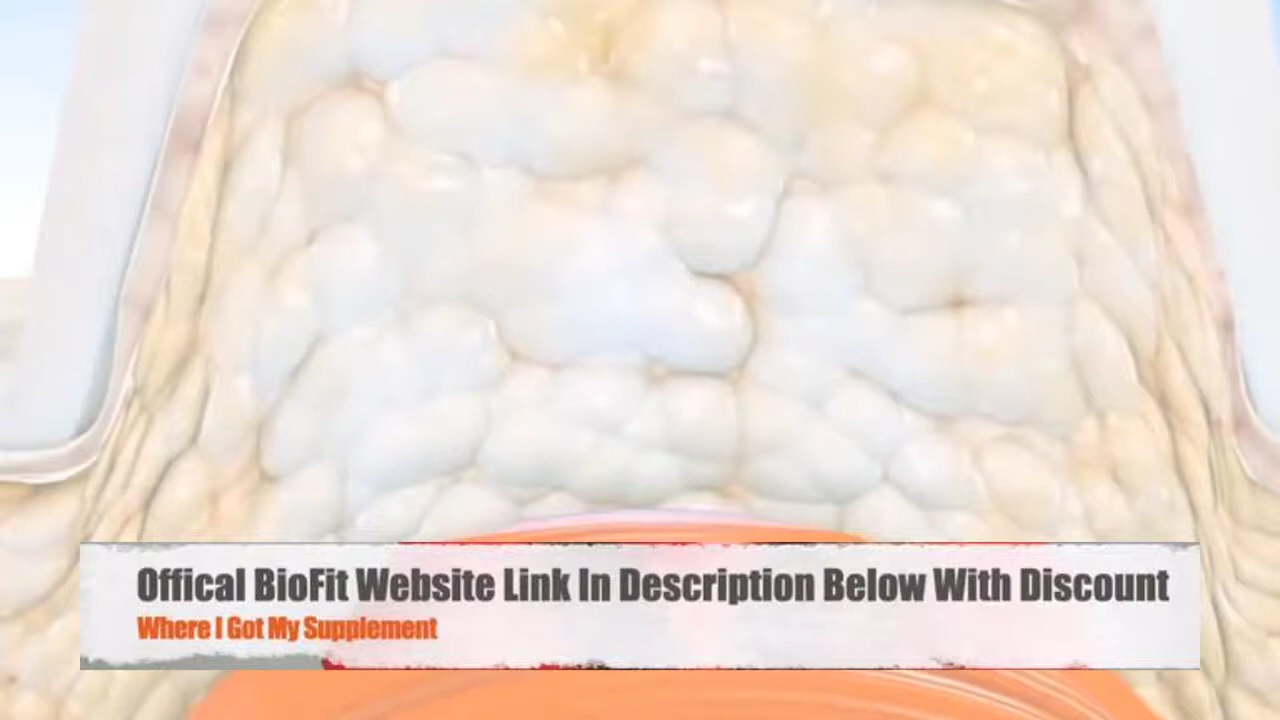 Offical BioFit Website Link In Description Below With Discount
Where I Got My Supplement